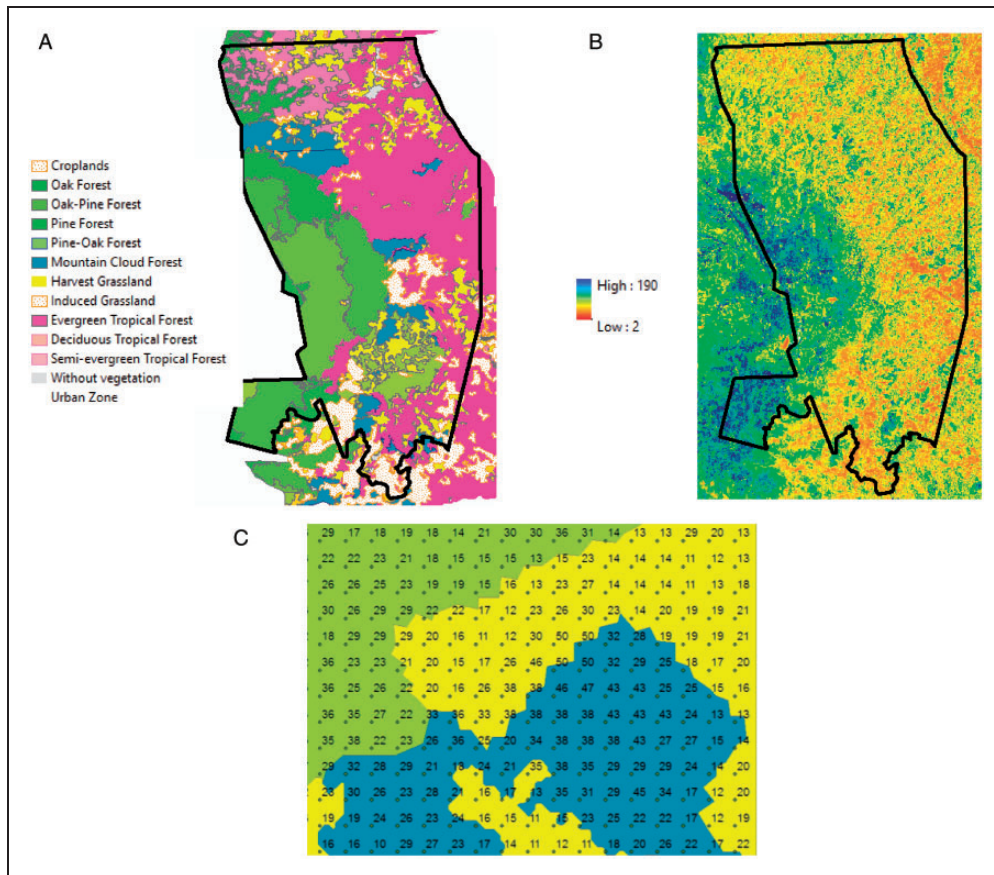 A
B
Croplands
Oak Forest
Oak-Pine Forest
Pine Forest
Pine-Oak Forest
Mountain Cloud Forest
Harvest Grassland
Induced Grassland
Evergreen Tropical Forest
Deciduous Tropical Forest
Semi-evergreen Tropical Forest
Without vegetation
Urban Zone
High : 190
Low : 2
C
29 17 18 19 18 14 21 30 30 36 31 14 13 13 29 20 13
22 22 23 21 18 15 15 15 13 15 23 14 14 14 11 12 13
26 26 25 23 19 19 15 16 13 23 27 14 14 14 11 13 18
30 26 29 29 22 22 17 12 23 26 30 23 14 20 19 19 21
18 29 29 29 20 16 11 12 30 50 50 32 28 19 19 19 21
36 23 23 21 20 15 17 26 46 50 50 32 29 25 18 17 20
36 25 26 22 20 16 26 38 38 46 47 43 43 25 25 15 16
36 35 27 22 33 36 33 38 38 38 38 43 43 43 24 13 13
35 38 22 23 26 36 25 20 34 38 38 38 43 27 27 15 14
29 32 28 29 21 18 24 21 35 38 35 29 29 29 24 14 20
28 30 26 23 28 21 16 17 13 35 31 29 45 34 17 12 20
19 19 24 26 23 24 16 15 11 15 23 25 22 22 17 12 19
16 16 10 29 27 23 17 14 11 12 11 18 20 26 22 17 22